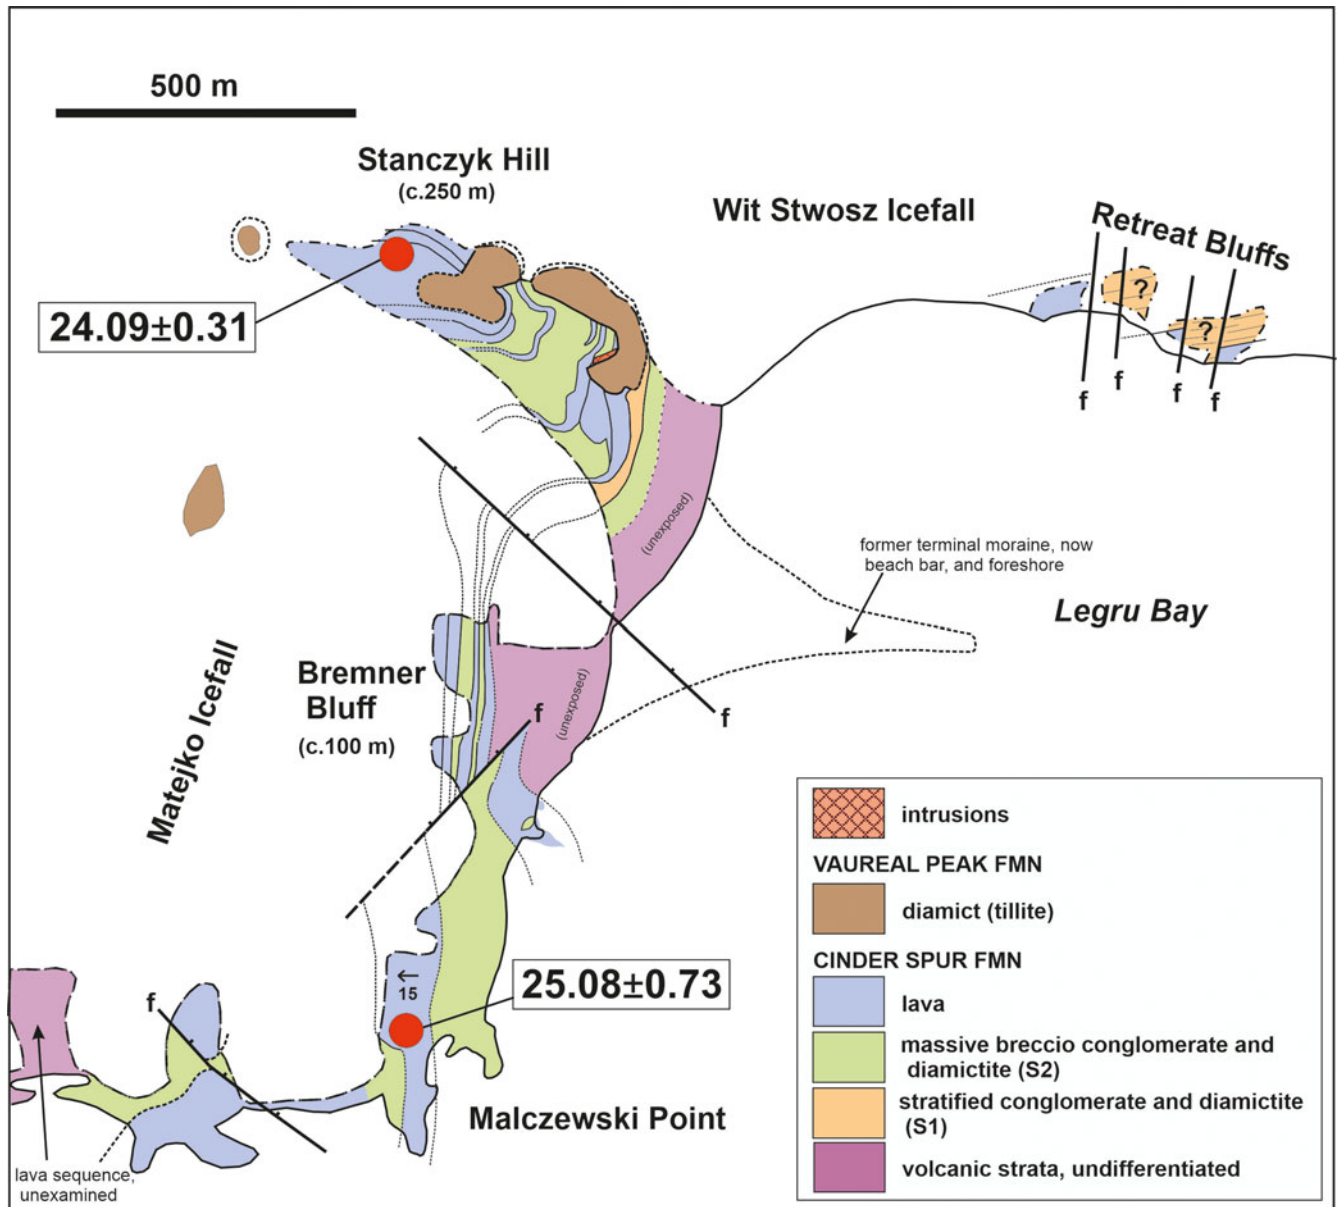 500 m
Stanczyk Hill
(c.250 m)
Wit Stwosz Icefall
Retreat Bluffs
24.09±0.31
?
?
f
f
f
f
(unexposed)
former terminal moraine, now
beach bar, and foreshore
Legru Bay
Matejko Icefall
Bremner
Bluff
(c.100 m)
(unexposed)
f
f
15
25.08±0.73
f
Malczewski Point
lava sequence,
unexamined
intrusions
VAUREAL PEAK FMN
diamict (tillite)
CINDER SPUR FMN
lava
massive breccio conglomerate and
diamictite (S2)
stratified conglomerate and diamictite
(S1)
volcanic strata, undifferentiated